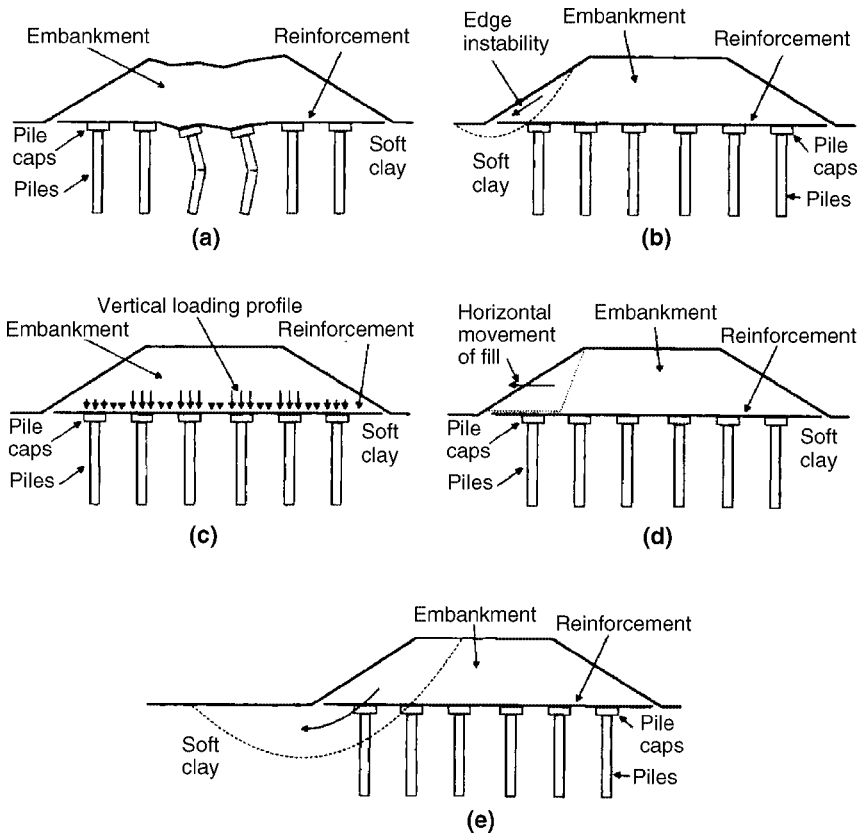 Embankment
Reinforcement
Pile
caps
Piles
Soft
clay
(a)
Edge
instability
Embankment
Reinforcement
Soft
clay
Pile
caps
Piles
(b)
Vertical loading profile
Embankment
Reinforcement
Pile
caps
Piles
Soft
clay
(c)
Horizontal
movement
of fill
Embankment
Reinforcement
Pile
caps
Piles
Soft
clay
(d)
Embankment
Reinforcement
Soft
clay
Pile
caps
Piles
(e)